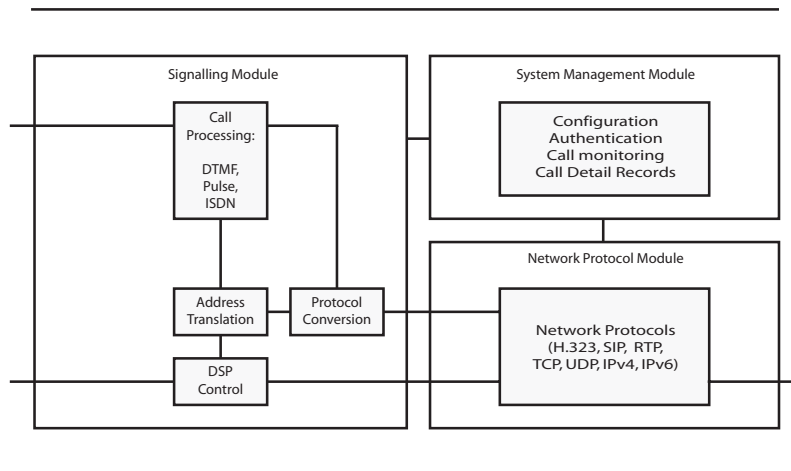 Signalling Module
Call
Processing:
DTMF,
Pulse,
ISDN
Address
Translation
Protocol
Conversion
DSP
Control
System Management Module
Configuration
Authentication
Call monitoring
Call Detail Records
Network Protocol Module
Network Protocols
(H.323, SIP, RTP,
TCP, UDP, IPv4, IPv6)